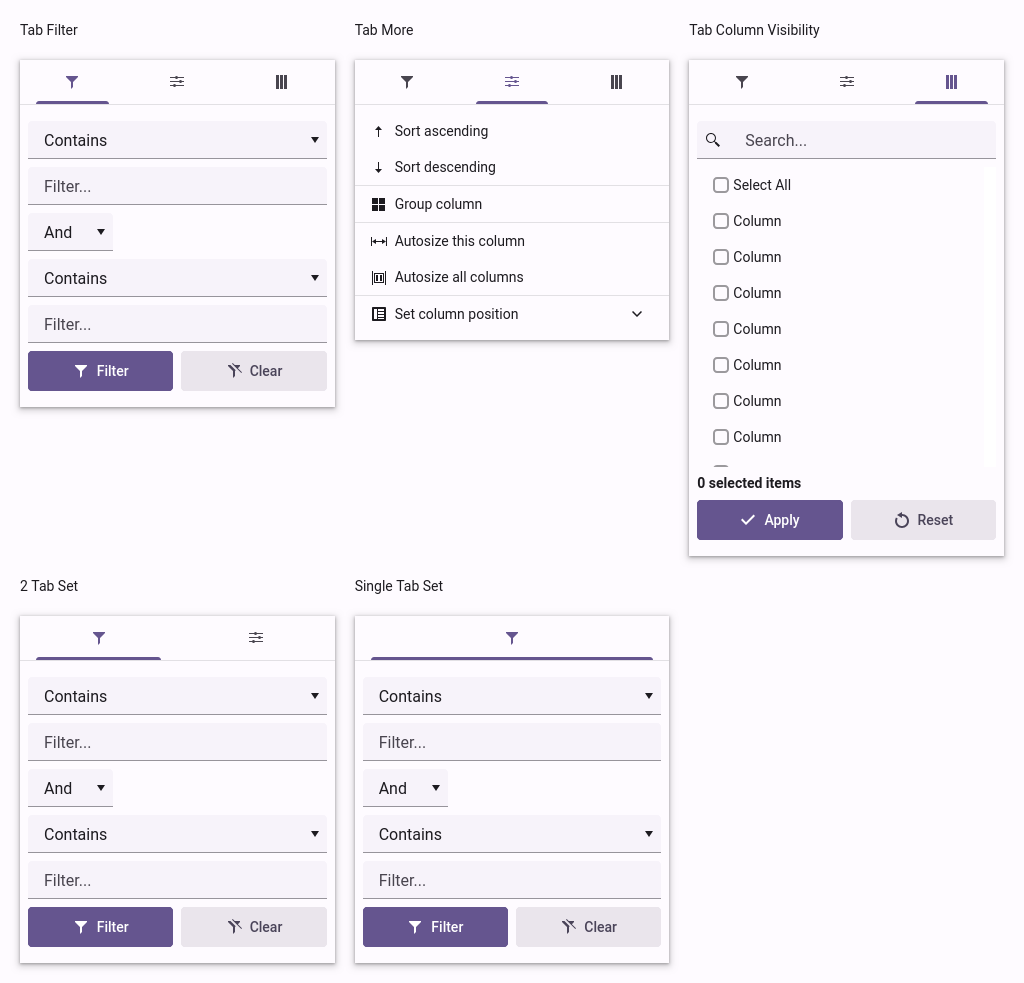 Tab Filter
Contains
Filter...
And
Contains
Filter...
Filter
Clear
Tab More
Sort ascending
Sort descending
Group column
Autosize this column
Autosize all columns
Set column position
Tab Column Visibility
Search...
Select All
Column
Column
Column
Column
Column
Column
Column
0 selected items
Apply
Reset
2 Tab Set
Contains
Filter...
And
Contains
Filter...
Filter
Clear
Single Tab Set
Contains
Filter...
And
Contains
Filter...
Filter
Clear